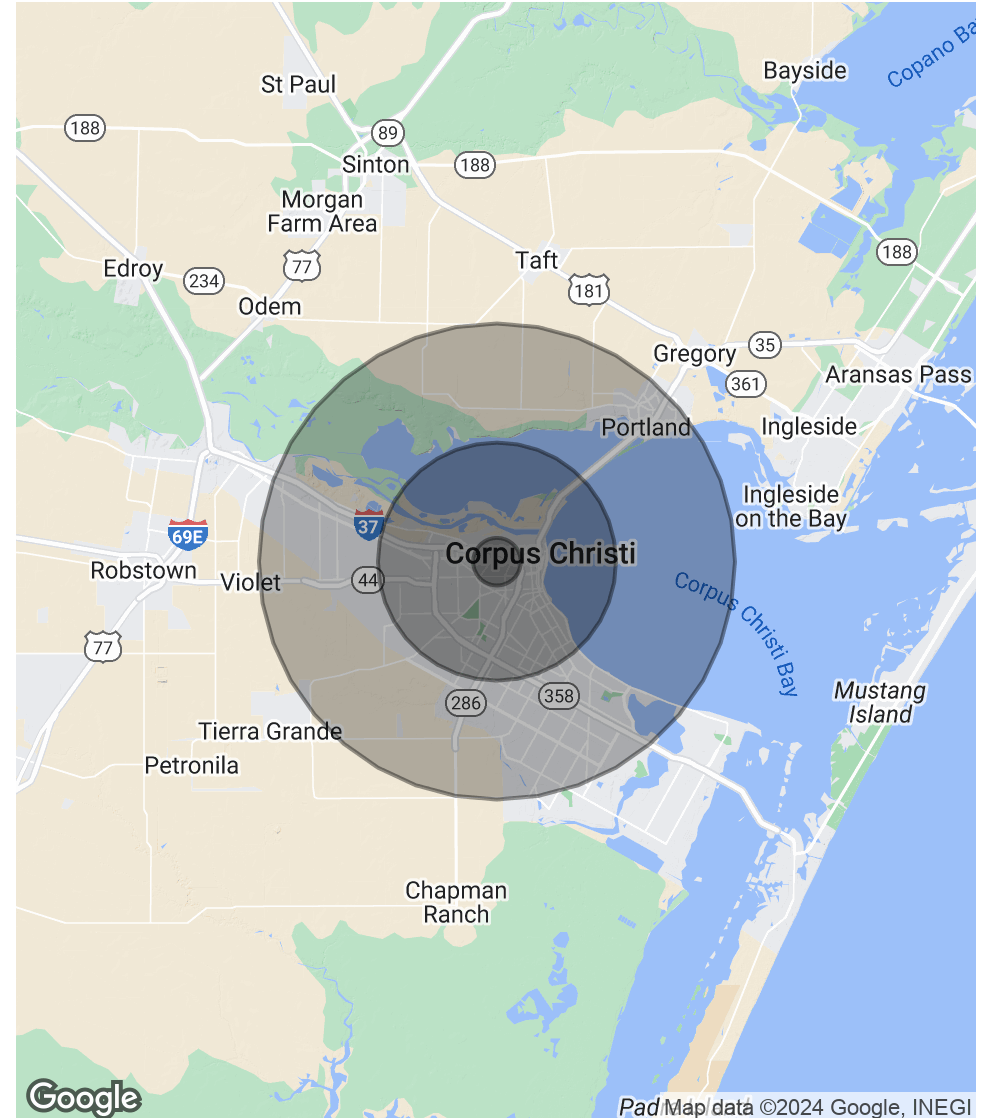 Copano Ba
Bayside
St Paul
188
89
Sinton
188
Morgan
Farm Area
188
Taft
77
Edroy
234
181
Odem
35
Gregory
361
Aransas Pass
Portland
Ingleside
Ingleside
on the Bay
37
69E
Corpus Christi
Robstown
Violet
44
Corpus Christi Bay
77
286
358
Mustang
Island
Tierra Grande
Petronila
Chapman
Ranch
Google
Map data ©2024 Google, INEGI